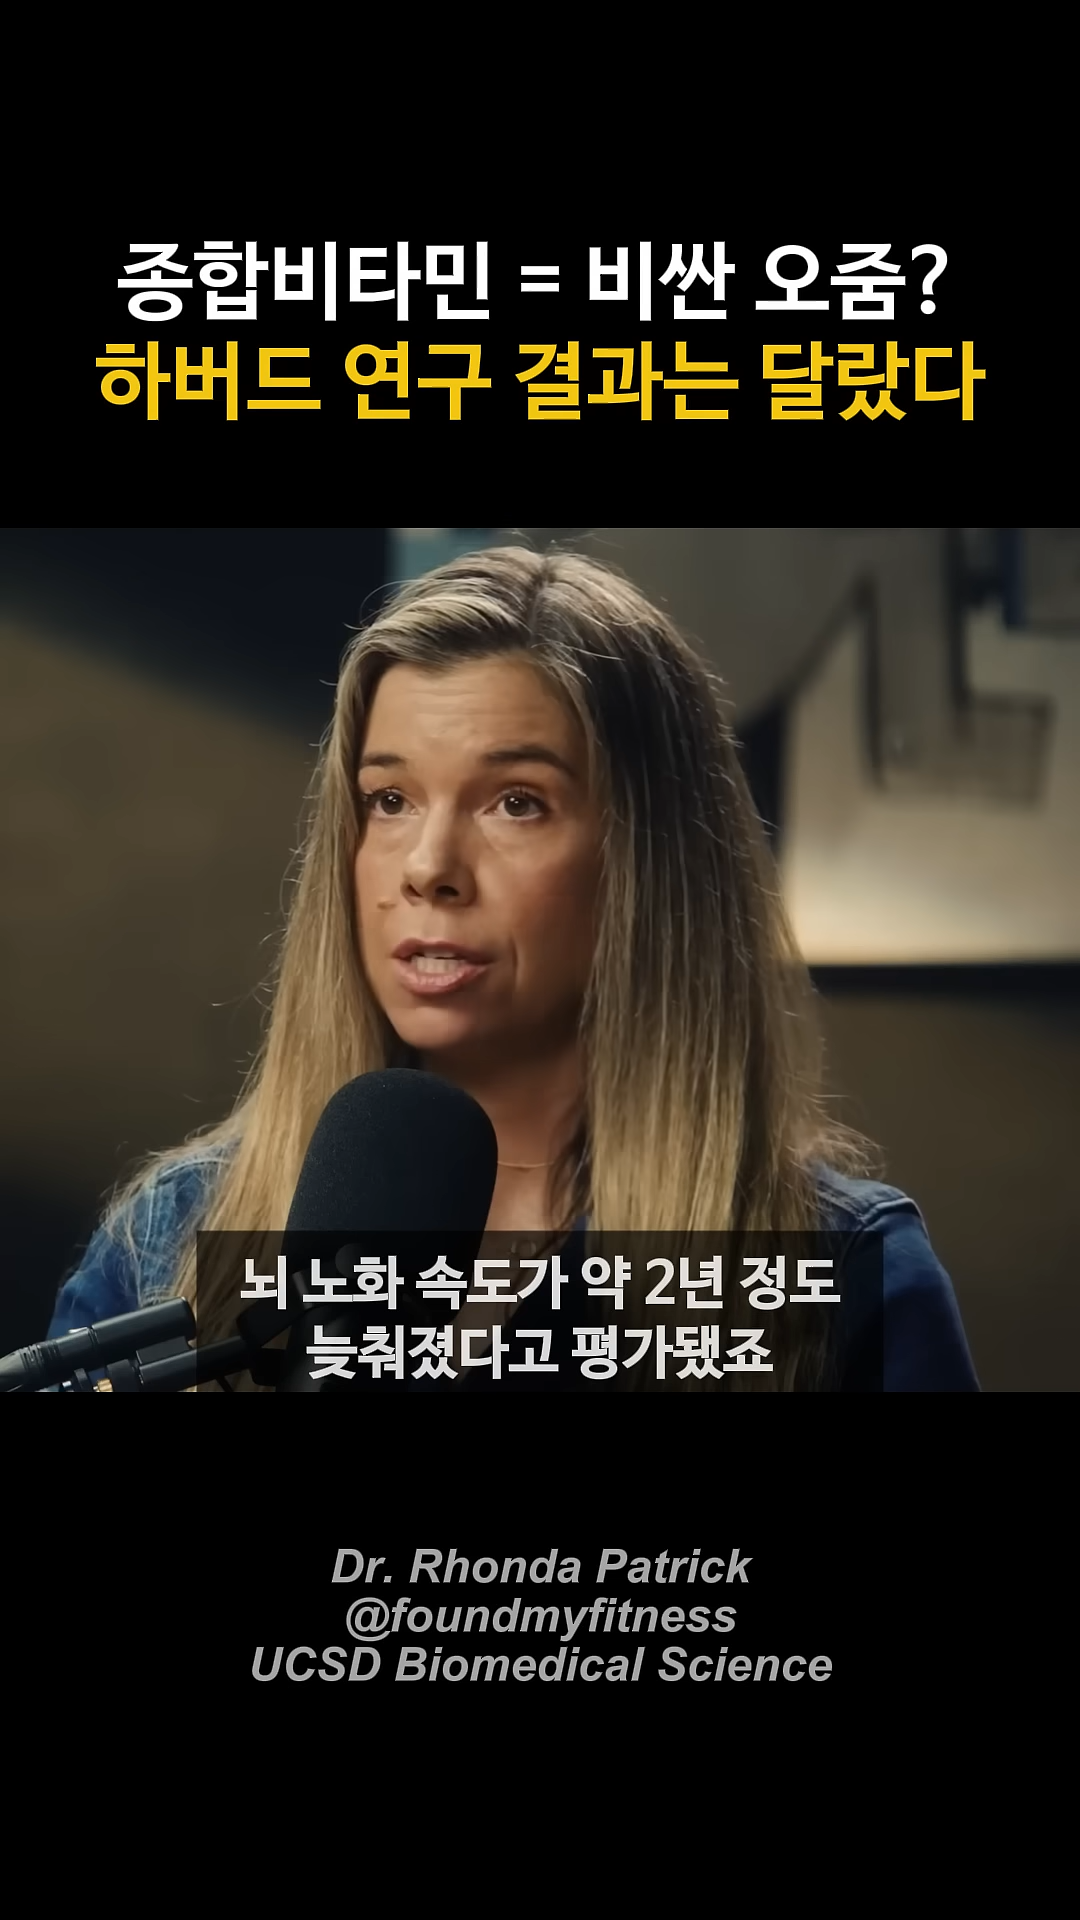 종합비타민 = 비싼 오줌?
하버드 연구 결과는 달랐다
뇌 노화 속도가 약 2년 정도
늦춰졌다고 평가됐죠
Dr. Rhonda Patrick
@foundmyfitness
UCSD Biomedical Science